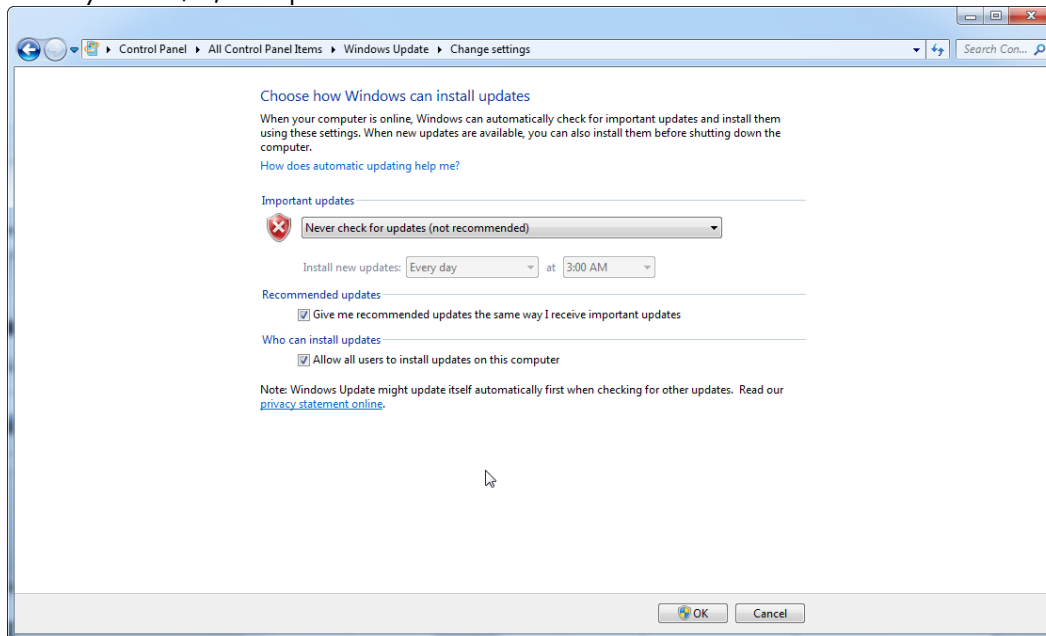 Control Panel ▸ All Control Panel Items ▸ Windows Update ▸ Change settings
Search Con...
Choose how Windows can install updates
When your computer is online, Windows can automatically check for important updates and install them
using these settings. When new updates are available, you can also install them before shutting down the
computer.
How does automatic updating help me?
Important updates
Never check for updates (not recommended)
Install new updates: Every day at 3:00 AM
Recommended updates
Give me recommended updates the same way I receive important updates
Who can install updates
Allow all users to install updates on this computer
Note: Windows Update might update itself automatically first when checking for other updates. Read our
privacy statement online.
OK Cancel